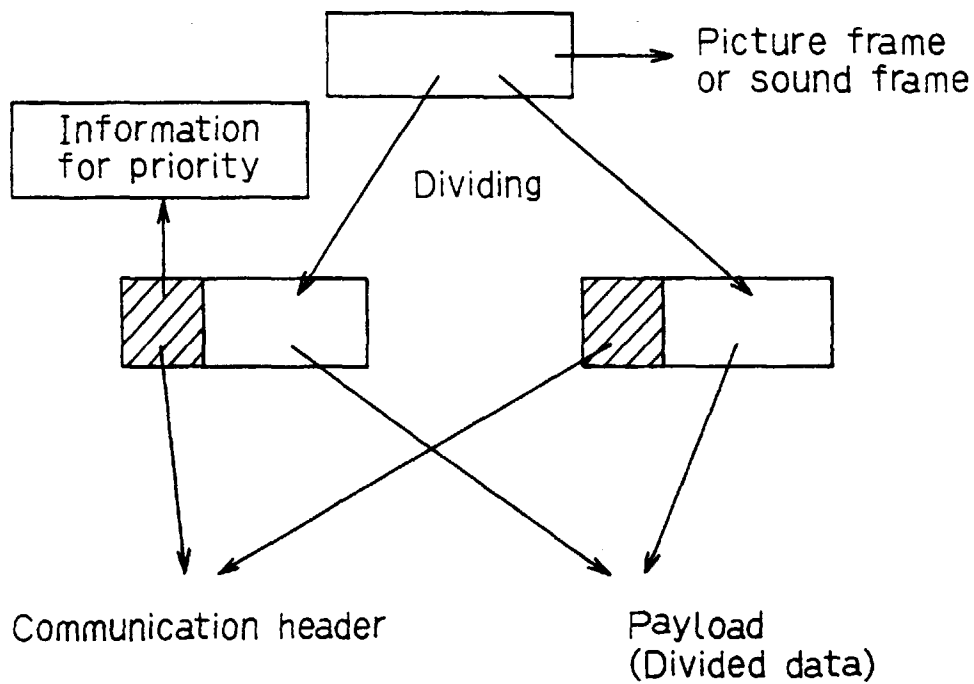 Picture frame
or sound frame
Information
for priority
Dividing
Communication header
Payload
(Divided data)